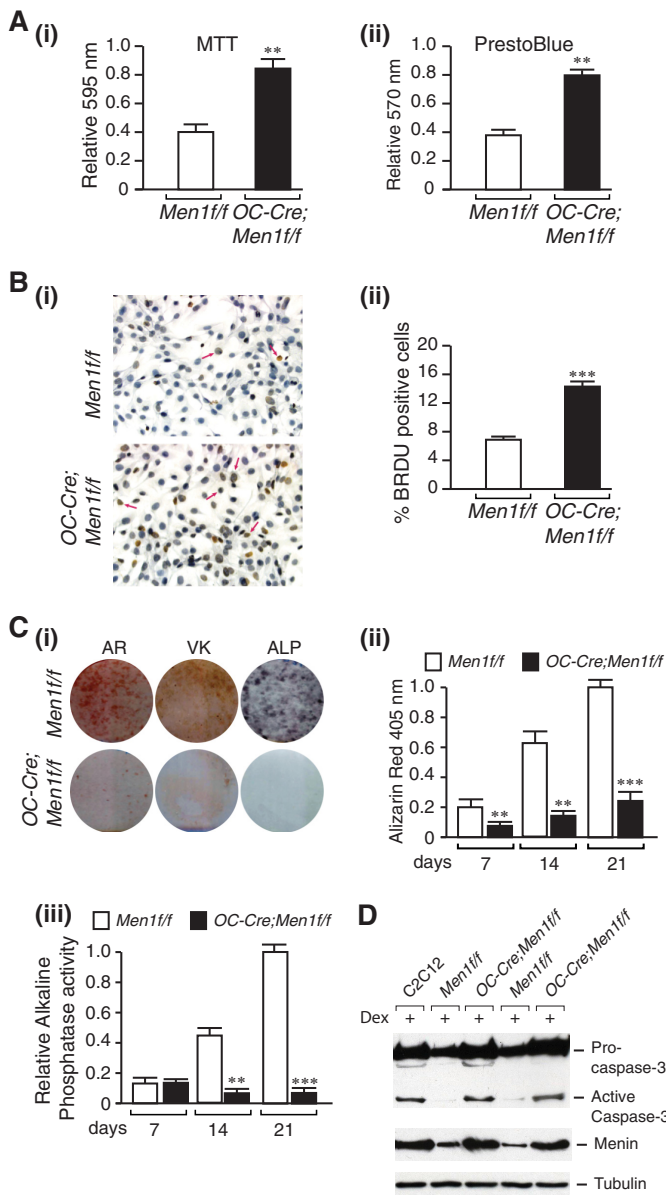 A
(i)
MTT
**
Relative 595 nm
1.0
0.8
0.6
0.4
0.2
0
Men1f/f
OC-Cre;
Men1f/f
(ii)
PrestoBlue
**
Relative 570 nm
1.0
0.8
0.6
0.4
0.2
0
Men1f/f
OC-Cre;
Men1f/f
B
(i)
Men1f/f
OC-Cre;
Men1f/f
(ii)
***
% BRDU positive cells
20
16
12
8
4
0
Men1f/f
OC-Cre;
Men1f/f
C
(i)
AR VK ALP
Men1f/f
OC-Cre;
Men1f/f
(ii)
Men1f/f OC-Cre;Men1f/f
Alizarin Red 405 nm
1.0
0.8
0.6
0.4
0.2
0
** ** ***
days 7 14 21
(iii)
Men1f/f OC-Cre;Men1f/f
Relative Alkaline
Phosphatase activity
1.0
0.8
0.6
0.4
0.2
0
** ***
days 7 14 21
D
C2C12
Men1f/f
OC-Cre;Men1f/f
Men1f/f
OC-Cre;Men1f/f
Dex + + + + +
Pro-
caspase-3
Active
Caspase-3
Menin
Tubulin